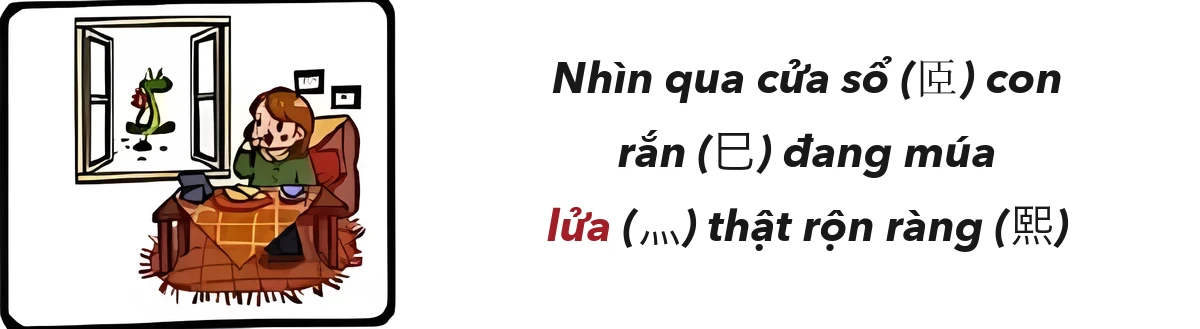 Nhìn qua cửa sổ (𦣞) con
rắn (巳) đang múa
lửa (灬) thật rộn ràng (熙)